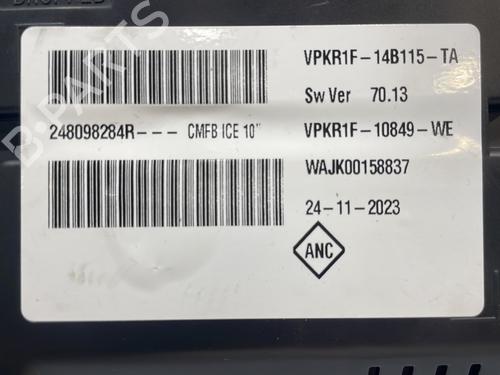 VPKR1F-14B115-TA
Sw Ver 70.13
248098284R--- CMFB ICE 10"
VPKR1F-10849-WE
WAJK00158837
24-11-2023
ANC
B-PARTS